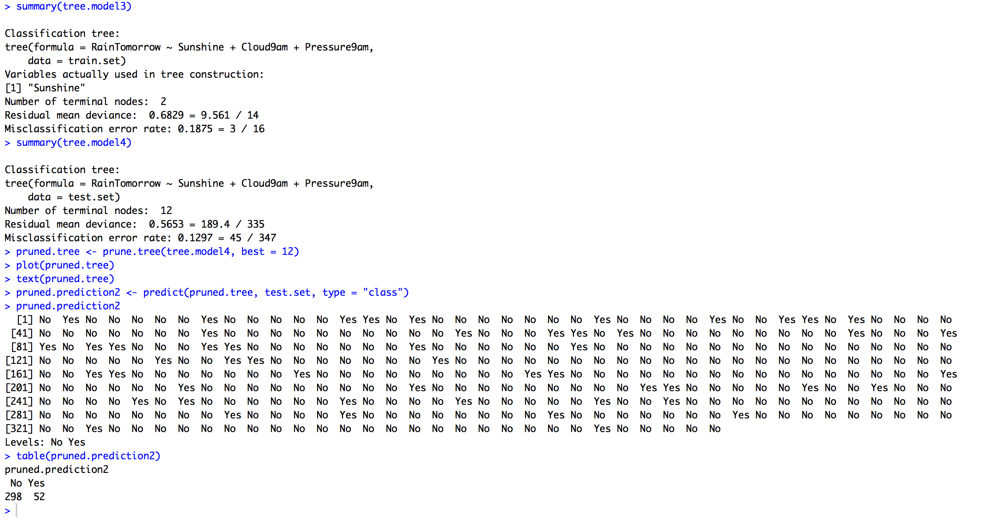 > summary(tree.model3)
Classification tree:
tree(formula = RainTomorrow ~ Sunshine + Cloud9am + Pressure9am,
    data = train.set)
Variables actually used in tree construction:
[1] "Sunshine"
Number of terminal nodes:  2
Residual mean deviance:  0.6829 = 9.561 / 14
Misclassification error rate: 0.1875 = 3 / 16
> summary(tree.model4)
Classification tree:
tree(formula = RainTomorrow ~ Sunshine + Cloud9am + Pressure9am,
    data = test.set)
Number of terminal nodes:  12
Residual mean deviance:  0.5653 = 189.4 / 335
Misclassification error rate: 0.1297 = 45 / 347
> pruned.tree <- prune.tree(tree.model4, best = 12)
> plot(pruned.tree)
> text(pruned.tree)
> pruned.prediction2 <- predict(pruned.tree, test.set, type = "class")
> pruned.prediction2
  [1] No  Yes No  No  No  No  No  Yes No  No  No  No  No  Yes Yes No  Yes No  No  No  No  No  No  No  Yes No  No  No  No  Yes No  No  Yes Yes No  Yes No  No  No  No
 [41] No  No  No  No  No  No  No  Yes No  No  No  No  No  No  No  No  No  No  Yes No  No  No  Yes Yes No  Yes No  No  No  No  No  No  No  No  No  Yes No  No  No  Yes
 [81] Yes No  Yes Yes No  No  No  Yes Yes No  No  No  No  No  No  No  Yes No  No  No  No  No  No  Yes No  No  No  No  No  No  No  No  No  No  No  No  No  No  No  No
[121] No  No  No  No  No  Yes No  No  Yes Yes No  No  No  No  No  No  No  Yes No  No  No  No  No  No  No  No  No  No  No  No  No  No  No  No  No  No  No  No  No  No
[161] No  No  Yes Yes No  No  No  No  No  No  No  Yes No  No  No  No  No  No  No  No  No  Yes Yes No  No  No  No  No  No  No  No  No  No  No  No  No  No  No  No  Yes
[201] No  No  No  No  No  No  Yes No  No  No  No  No  No  No  No  No  Yes No  No  No  No  No  No  No  No  No  Yes Yes No  No  No  No  No  Yes No  No  Yes No  No  No
[241] No  No  No  No  Yes No  Yes No  No  No  No  No  No  Yes No  No  No  No  Yes No  No  No  No  No  Yes No  No  Yes No  No  No  No  No  No  No  No  No  No  No  No
[281] No  No  No  No  No  No  No  No  Yes No  No  No  No  Yes No  No  No  No  No  No  No  No  Yes No  No  No  No  No  No  No  Yes No  No  No  No  No  No  No  No  No
[321] No  No  Yes No  No  No  No  No  No  No  No  No  No  No  No  No  No  No  No  No  No  No  No  No  Yes No  No  No  No  No
Levels: No Yes
> table(pruned.prediction2)
pruned.prediction2
 No Yes
298  52
>